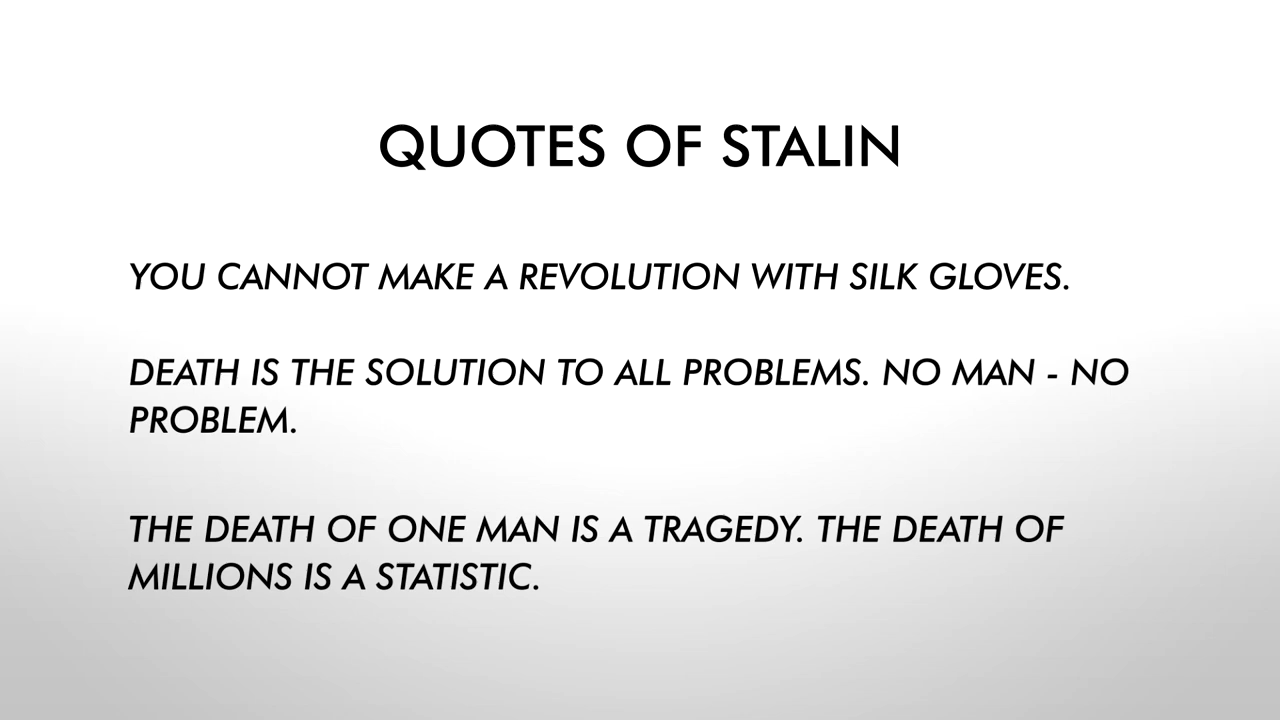 QUOTES OF STALIN
YOU CANNOT MAKE A REVOLUTION WITH SILK GLOVES.
DEATH IS THE SOLUTION TO ALL PROBLEMS. NO MAN - NO
PROBLEM.
THE DEATH OF ONE MAN IS A TRAGEDY. THE DEATH OF
MILLIONS IS A STATISTIC.